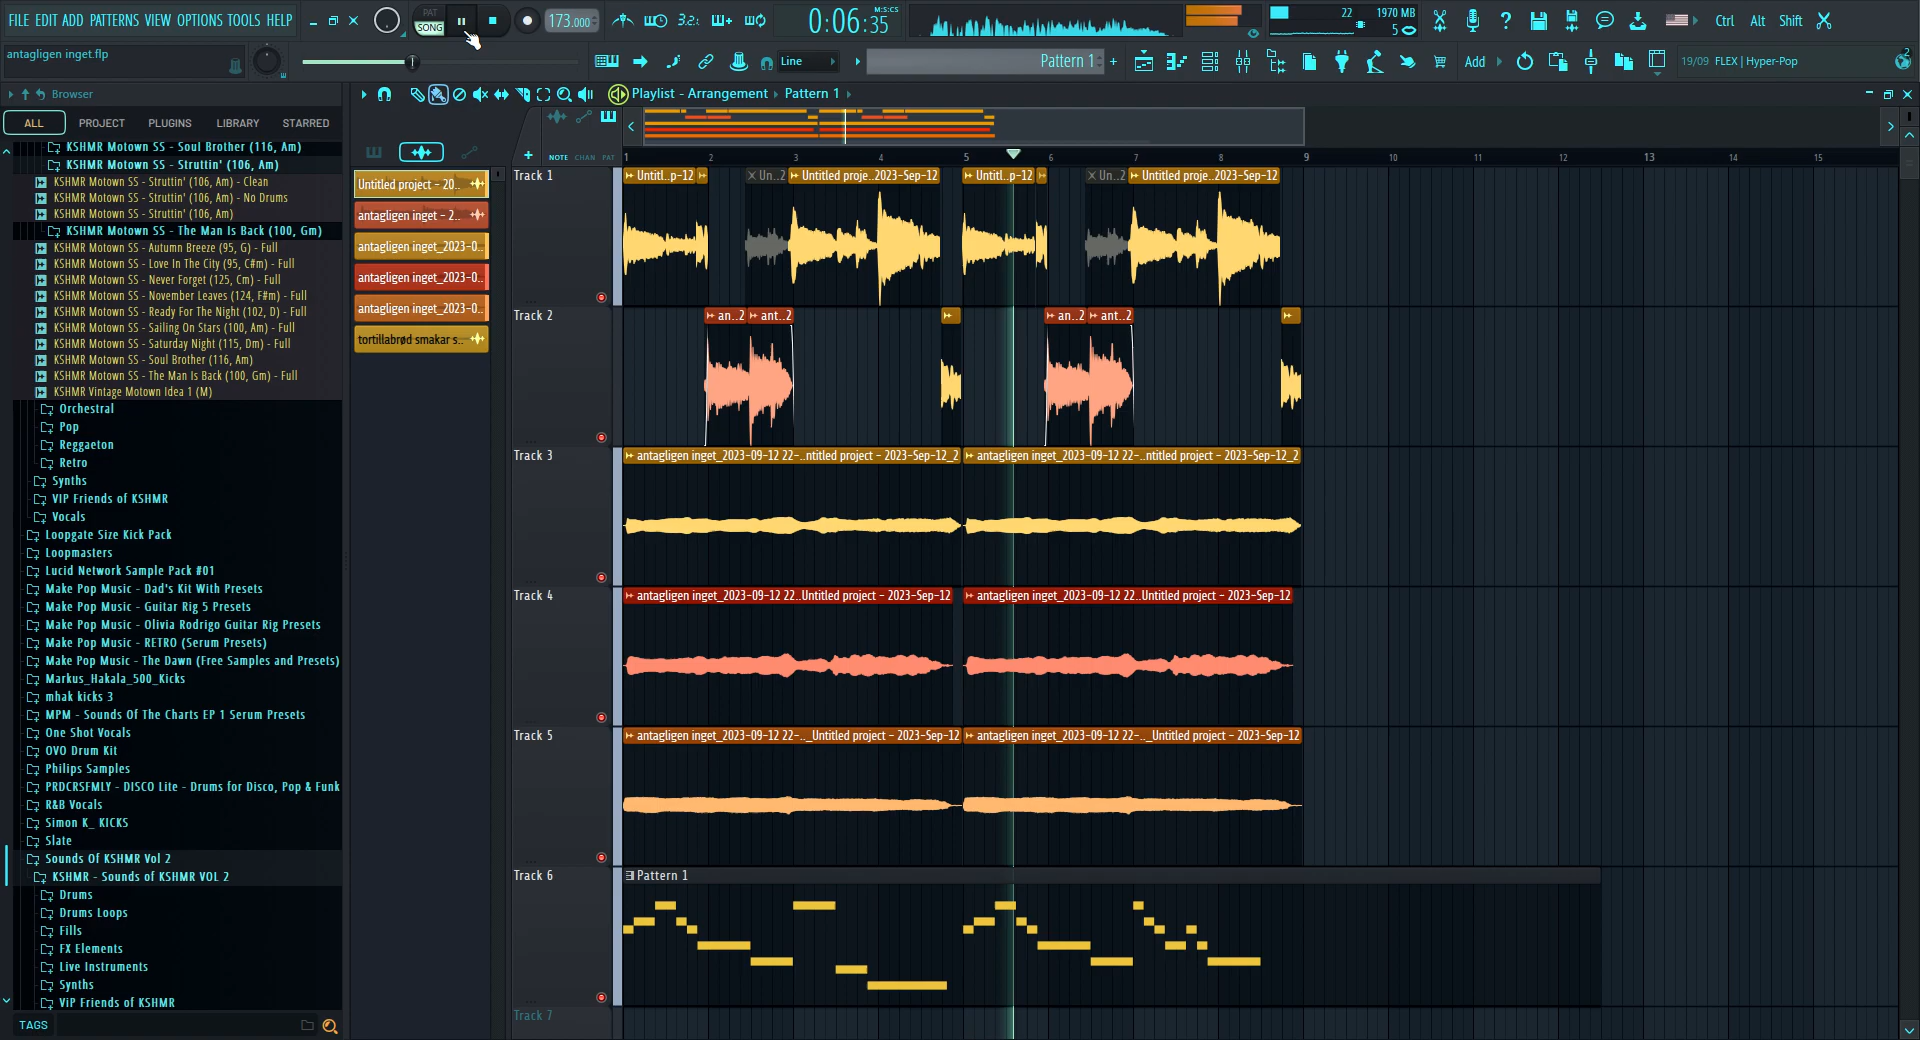 FILE EDIT ADD PATTERNS VIEW OPTIONS TOOLS HELP
PAT
SONG
173.000
3.2.
0:06:35
M:S:CS
22
1970 MB
5
Ctrl
Alt
Shift
antagligen inget.flp
Line
Pattern 1
Add
19/09 FLEX | Hyper-Pop
2
Browser
ALL
PROJECT
PLUGINS
LIBRARY
STARRED
KSHMR Motown SS - Soul Brother (116, Am)
KSHMR Motown SS - Struttin' (106, Am)
KSHMR Motown SS - Struttin' (106, Am) - Clean
KSHMR Motown SS - Struttin' (106, Am) - No Drums
KSHMR Motown SS - Struttin' (106, Am)
KSHMR Motown SS - The Man Is Back (100, Gm)
KSHMR Motown SS - Autumn Breeze (95, G) - Full
KSHMR Motown SS - Love In The City (95, C#m) - Full
KSHMR Motown SS - Never Forget (125, Cm) - Full
KSHMR Motown SS - November Leaves (124, F#m) - Full
KSHMR Motown SS - Ready For The Night (102, D) - Full
KSHMR Motown SS - Sailing On Stars (100, Am) - Full
KSHMR Motown SS - Saturday Night (115, Dm) - Full
KSHMR Motown SS - Soul Brother (116, Am)
KSHMR Motown SS - The Man Is Back (100, Gm) - Full
KSHMR Vintage Motown Idea 1 (M)
Orchestral
Pop
Reggaeton
Retro
Synths
VIP Friends of KSHMR
Vocals
Loopgate Size Kick Pack
Loopmasters
Lucid Network Sample Pack #01
Make Pop Music - Dad's Kit With Presets
Make Pop Music - Guitar Rig 5 Presets
Make Pop Music - Olivia Rodrigo Guitar Rig Presets
Make Pop Music - RETRO (Serum Presets)
Make Pop Music - The Dawn (Free Samples and Presets)
Markus_Hakala_500_Kicks
mhak kicks 3
MPM - Sounds Of The Charts EP 1 Serum Presets
One Shot Vocals
OVO Drum Kit
Philips Samples
PRDCRSFMLY - DISCO Lite - Drums for Disco, Pop & Funk
R&B Vocals
Simon K_ KICKS
Slate
Sounds Of KSHMR Vol 2
KSHMR - Sounds of KSHMR VOL 2
Drums
Drums Loops
Fills
FX Elements
Live Instruments
Synths
ViP Friends of KSHMR
TAGS
Untitled project - 20..
antagligen inget - 2..
antagligen inget_2023-0..
antagligen inget_2023-0..
antagligen inget_2023-0..
tortillabrød smakar s..
Playlist - Arrangement
Pattern 1
NOTE CHAN PAT
1 2 3 4 5 6 7 8 9 10 11 12 13 14 15
Track 1
Untitl..p-12
Un..2
Untitled proje..2023-Sep-12
Untitl..p-12
Un..2
Untitled proje..2023-Sep-12
Track 2
an..2
ant..2
an..2
ant..2
Track 3
antagligen inget_2023-09-12 22-..ntitled project - 2023-Sep-12_2
antagligen inget_2023-09-12 22-..ntitled project - 2023-Sep-12_2
Track 4
antagligen inget_2023-09-12 22..Untitled project - 2023-Sep-12
antagligen inget_2023-09-12 22..Untitled project - 2023-Sep-12
Track 5
antagligen inget_2023-09-12 22-.._Untitled project - 2023-Sep-12
antagligen inget_2023-09-12 22-.._Untitled project - 2023-Sep-12
Track 6
Pattern 1
Track 7